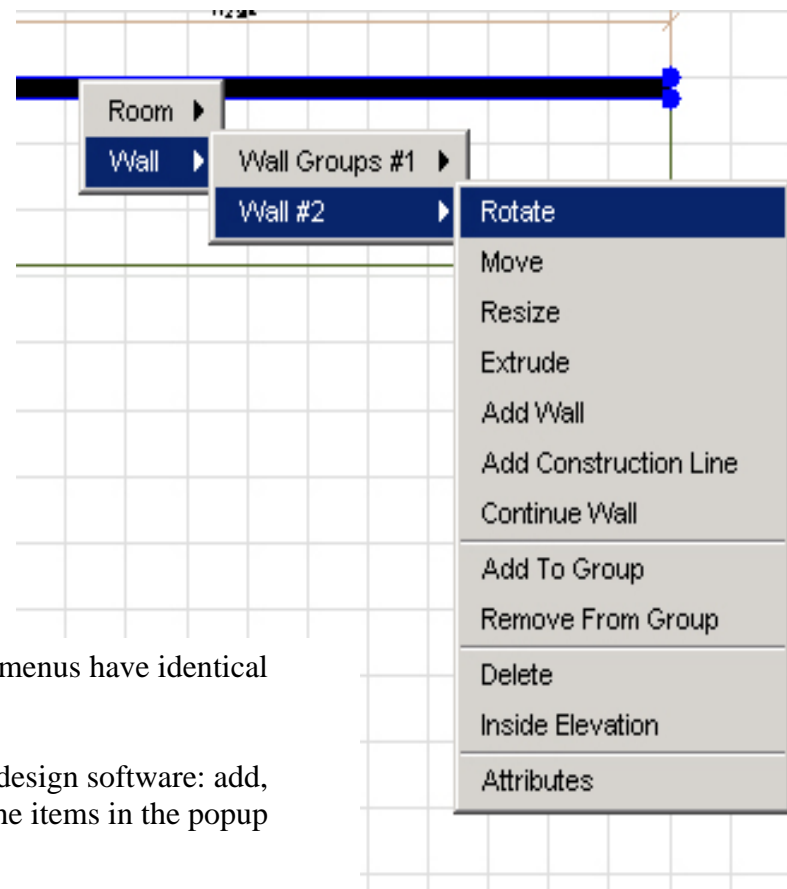 Room
Wall
Wall Groups #1
Wall #2
Rotate
Move
Resize
Extrude
Add Wall
Add Construction Line
Continue Wall
Add To Group
Remove From Group
Delete
Inside Elevation
Attributes
menus have identical
design software: add,
items in the popup